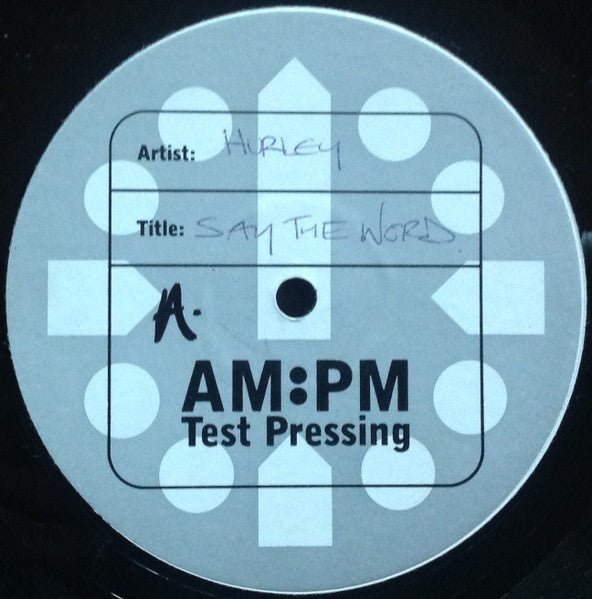 Artist: HURLEY
Title: SAY THE WORD
A.
AM:PM
Test Pressing